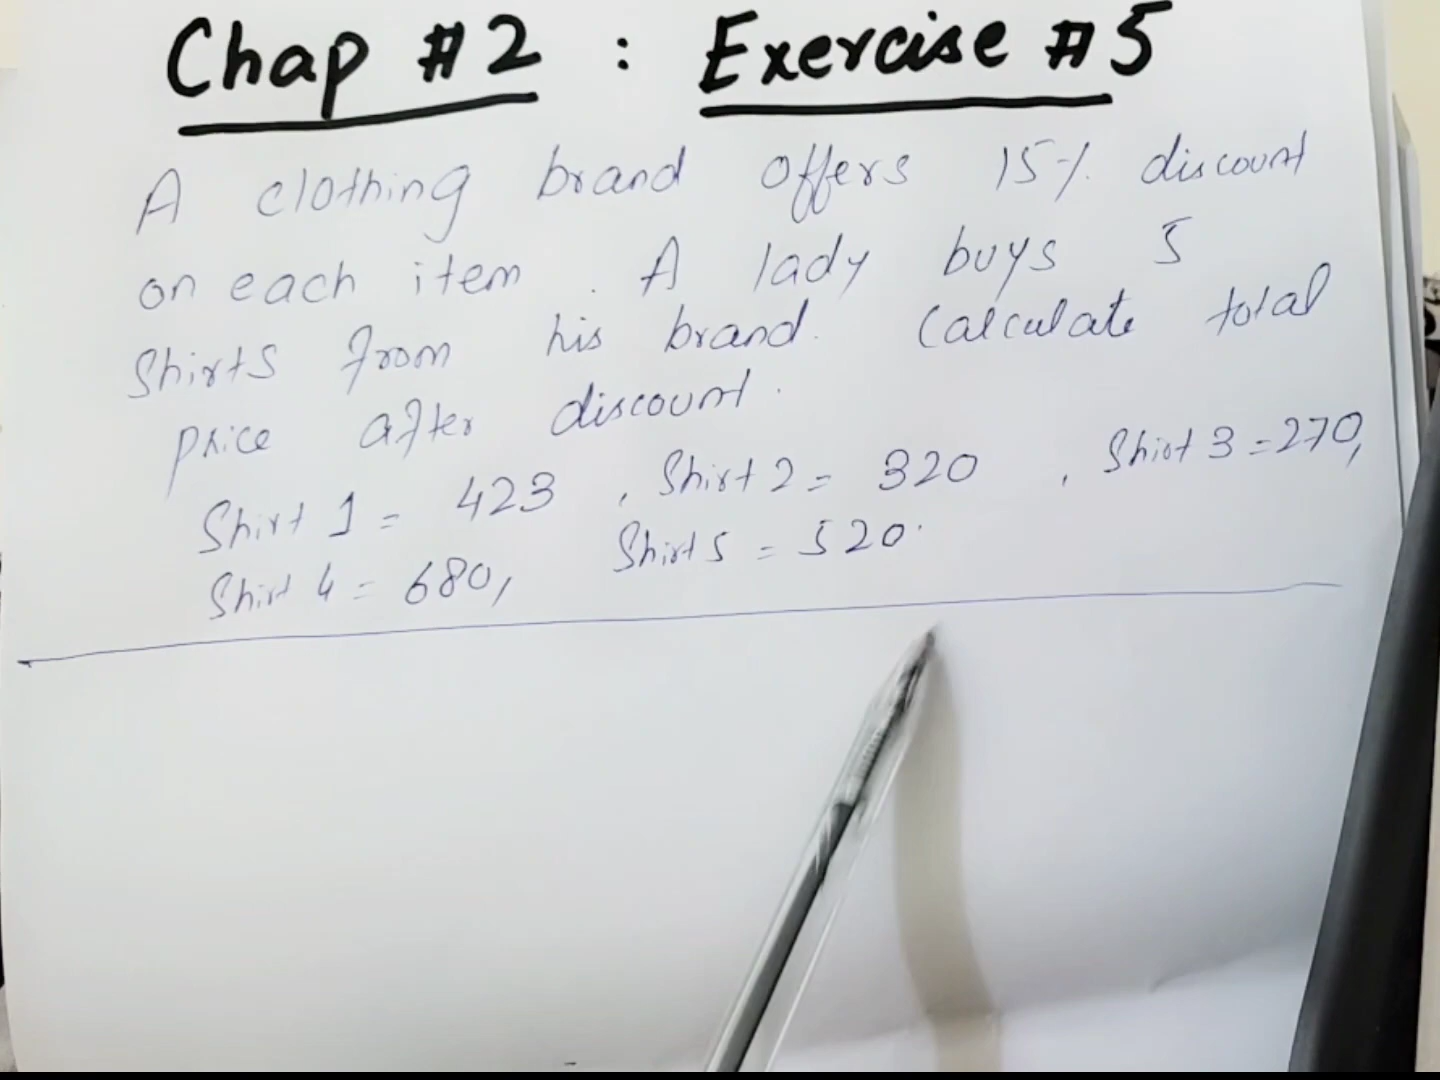 Chap #2 : Exercise #5
A clothing brand offers 15% discount
on each item. A lady buys 5
Shirts from his brand. Calculate total
price after discount.
Shirt 1 = 423, Shirt 2 = 320, Shirt 3 = 270,
Shirt 4 = 680, Shirt 5 = 520.